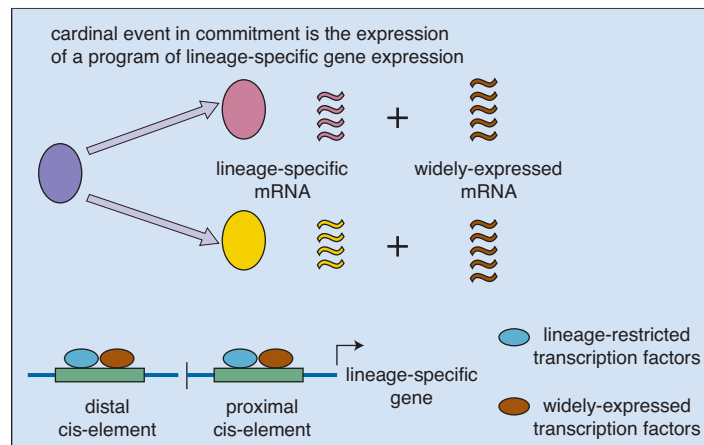 cardinal event in commitment is the expression
of a program of lineage-specific gene expression
+
lineage-specific
mRNA
widely-expressed
mRNA
+
lineage-specific
gene
distal
cis-element
proximal
cis-element
lineage-restricted
transcription factors
widely-expressed
transcription factors